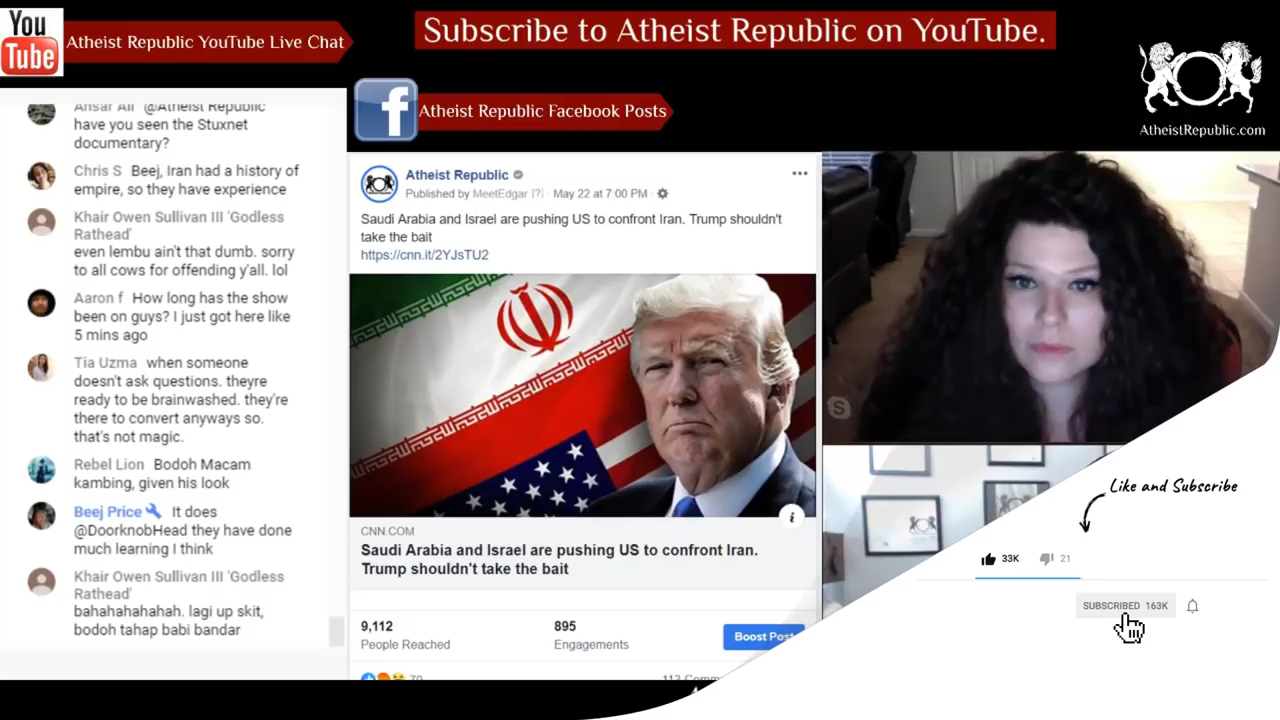 You
Tube
Atheist Republic YouTube Live Chat
Subscribe to Atheist Republic on YouTube.
AtheistRepublic.com
Atheist Republic Facebook Posts
Ansar Ali @Atheist Republic
have you seen the Stuxnet
documentary?
Chris S Beej, Iran had a history of
empire, so they have experience
Khair Owen Sullivan III 'Godless
Rathead'
even lembu ain't that dumb. sorry
to all cows for offending y'all. lol
Aaron f How long has the show
been on guys? I just got here like
5 mins ago
Tia Uzma when someone
doesn't ask questions. theyre
ready to be brainwashed. they're
there to convert anyways so.
that's not magic.
Rebel Lion Bodoh Macam
kambing, given his look
Beej Price It does
@DoorknobHead they have done
much learning I think
Khair Owen Sullivan III 'Godless
Rathead'
bahahahahahah. lagi up skit,
bodoh tahap babi bandar
Atheist Republic
Published by MeetEdgar [?] · May 22 at 7:00 PM ·
Saudi Arabia and Israel are pushing US to confront Iran. Trump shouldn't
take the bait
https://cnn.it/2YJsTU2
CNN.COM
Saudi Arabia and Israel are pushing US to confront Iran.
Trump shouldn't take the bait
9,112
People Reached
895
Engagements
Boost Post
Like and Subscribe
33K
21
SUBSCRIBED 163K